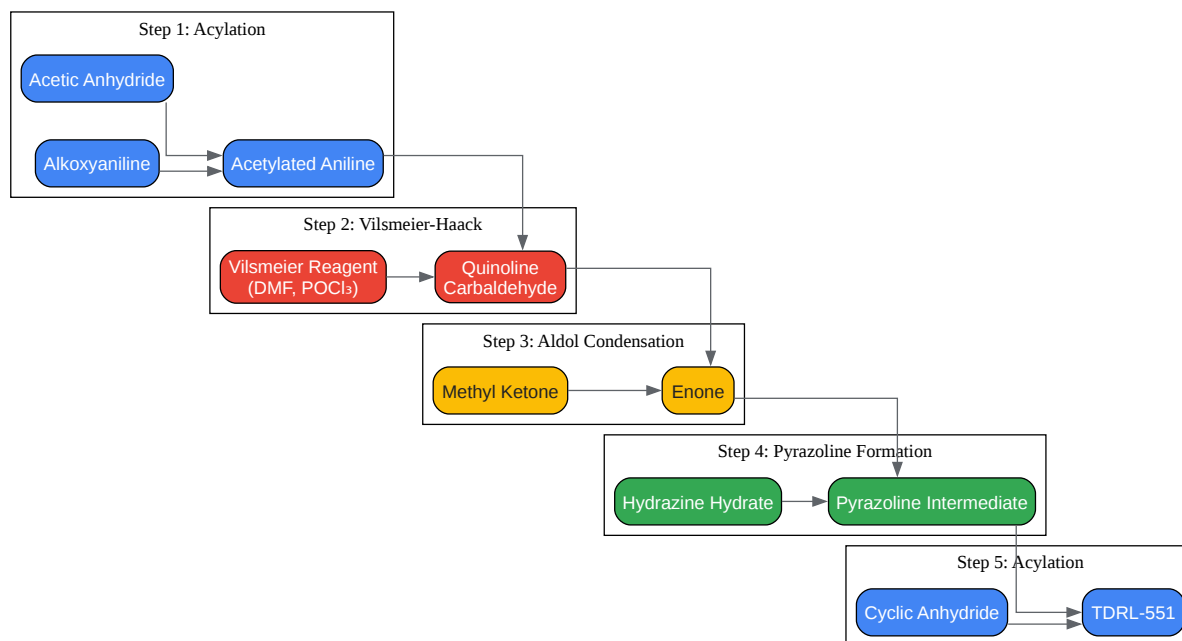 Step 1: Acylation
Acetic Anhydride
Alkoxyaniline
Acetylated Aniline
Step 2: Vilsmeier-Haack
Vilsmeier Reagent
(DMF, POCl₃)
Quinoline
Carbaldehyde
Step 3: Aldol Condensation
Methyl Ketone
Enone
Step 4: Pyrazoline Formation
Hydrazine Hydrate
Pyrazoline Intermediate
Step 5: Acylation
Cyclic Anhydride
TDRL-551